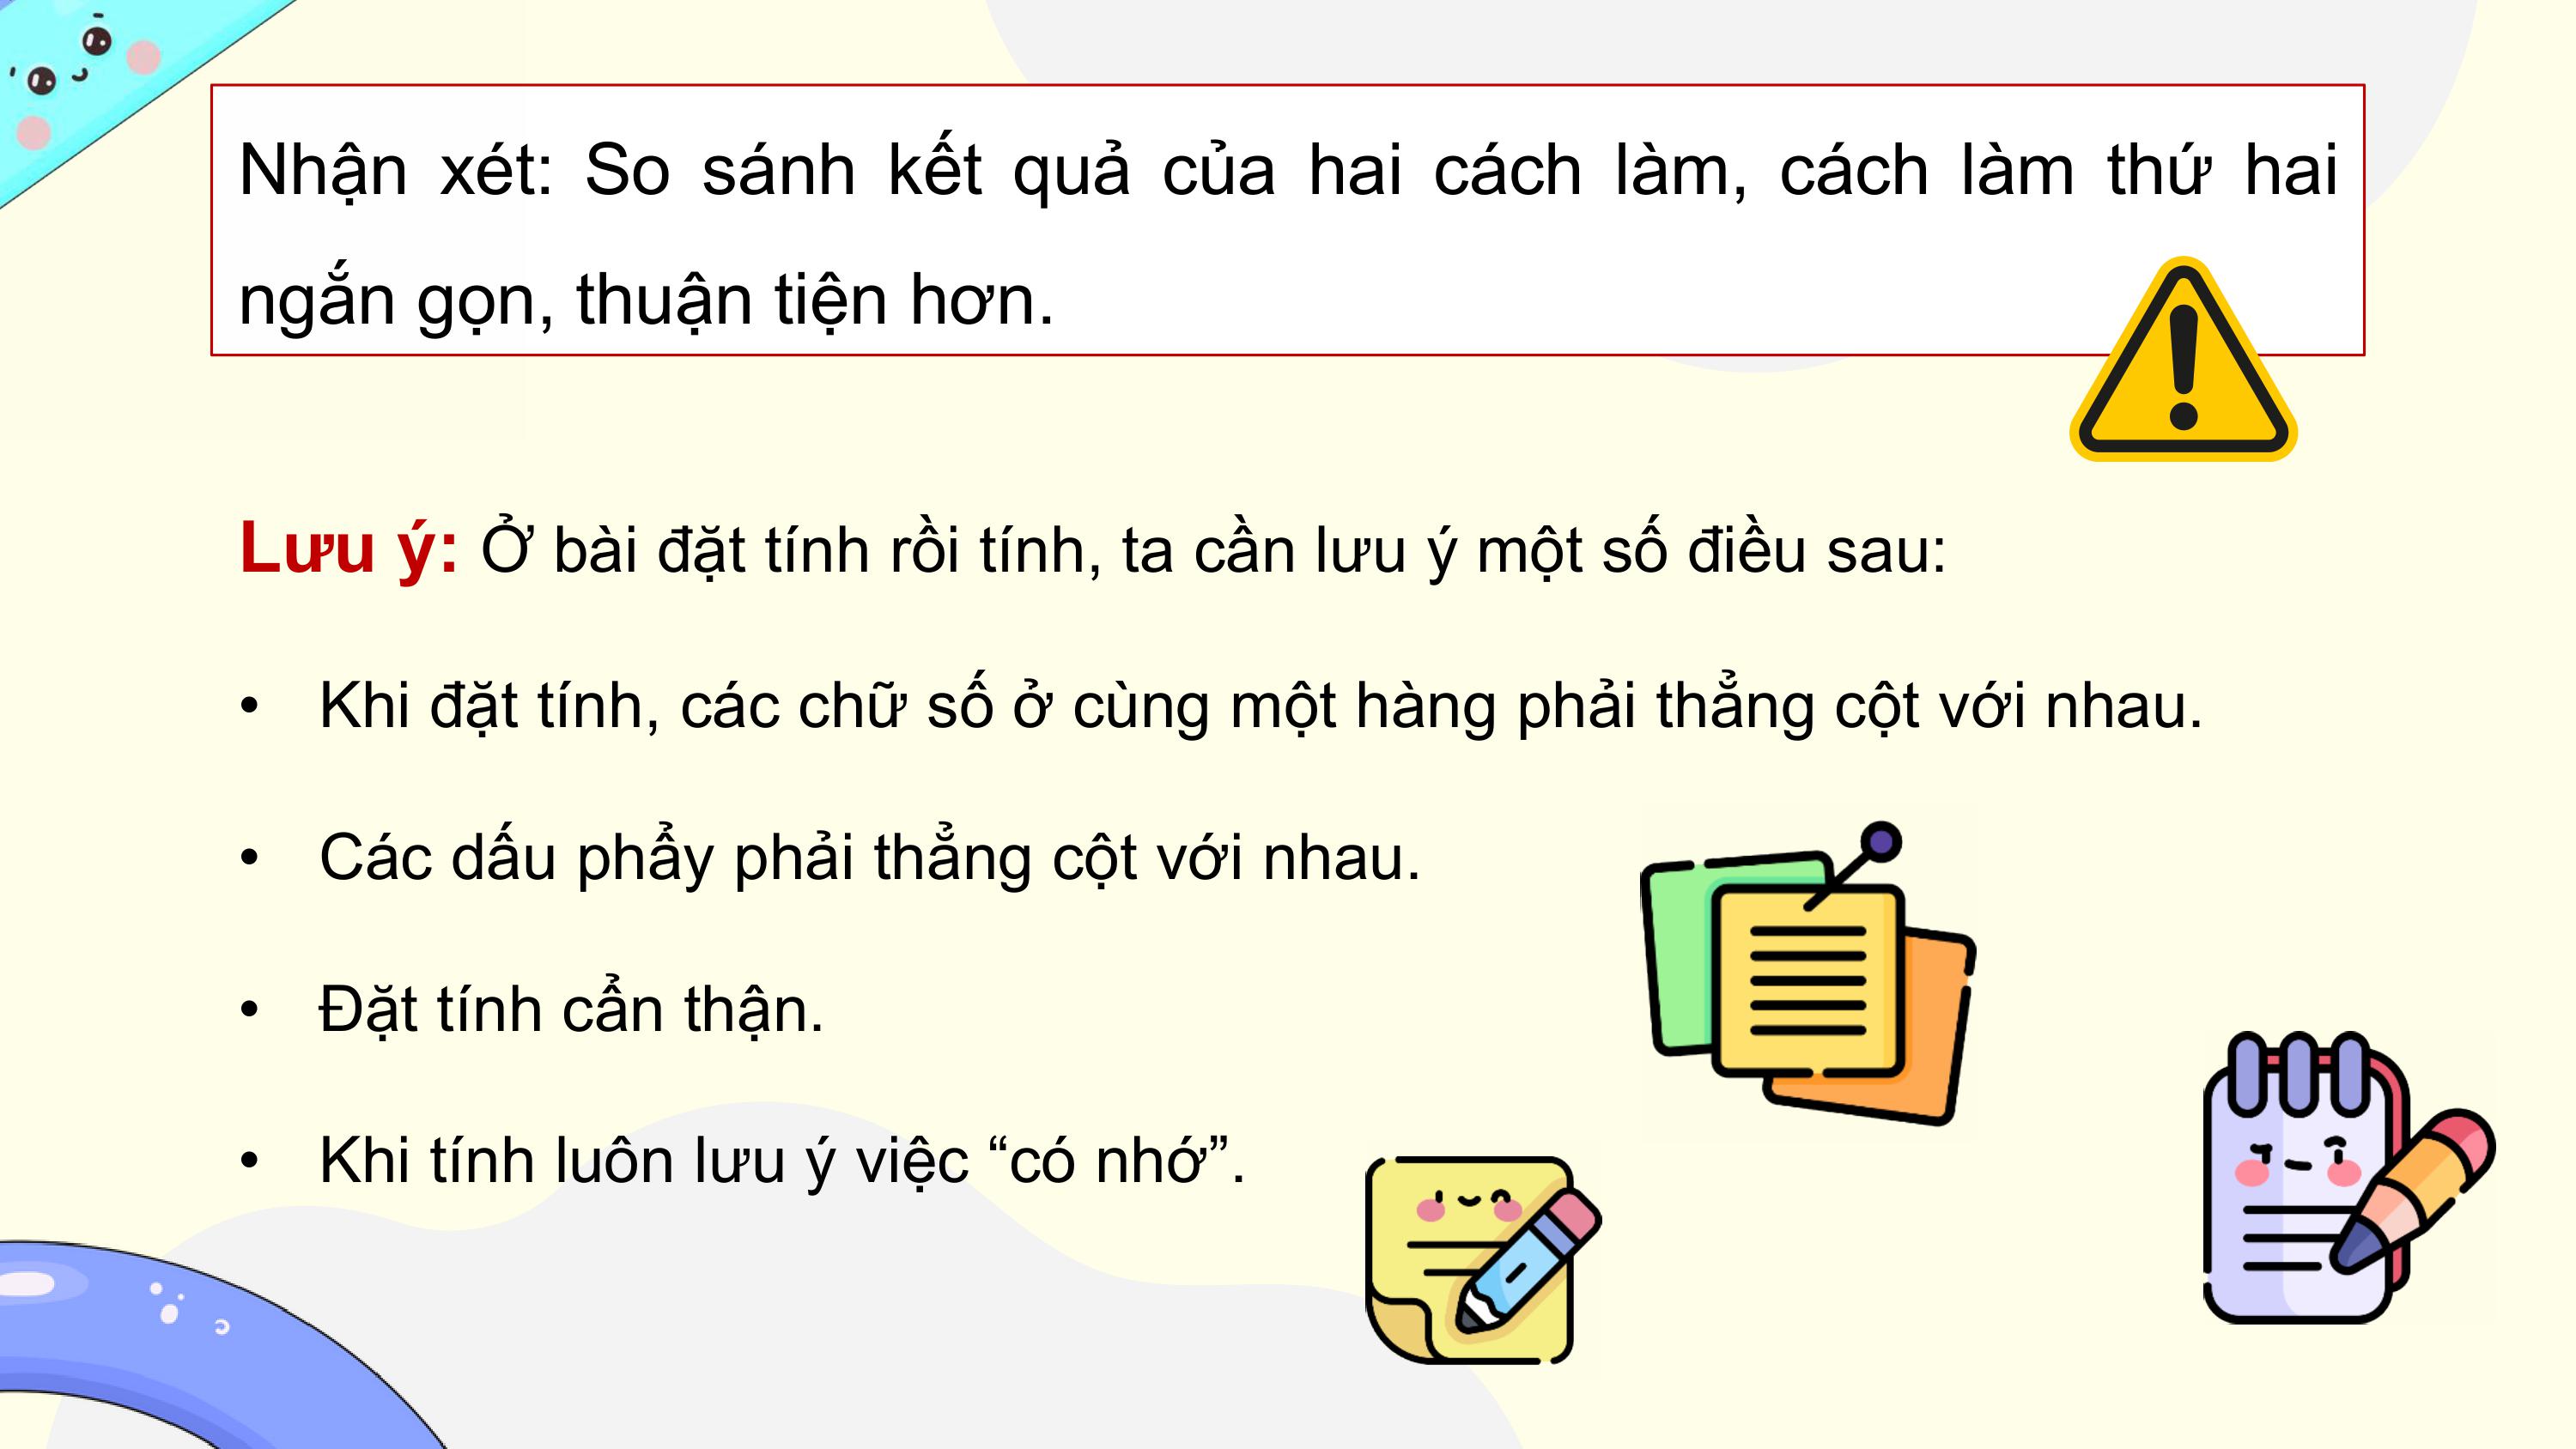 Nhận xét: So sánh kết quả của hai cách làm, cách làm thứ hai
ngắn gọn, thuận tiện hơn.
Lưu ý: Ở bài đặt tính rồi tính, ta cần lưu ý một số điều sau:
• Khi đặt tính, các chữ số ở cùng một hàng phải thẳng cột với nhau.
• Các dấu phẩy phải thẳng cột với nhau.
• Đặt tính cẩn thận.
• Khi tính luôn lưu ý việc “có nhớ”.